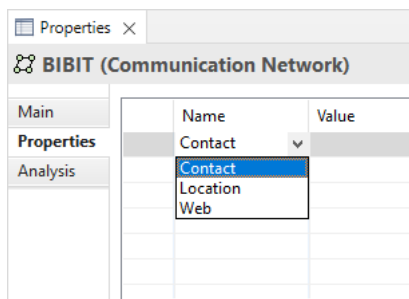 Properties
BIBIT (Communication Network)
Main
Properties
Analysis
Name Value
Contact
Contact
Location
Web